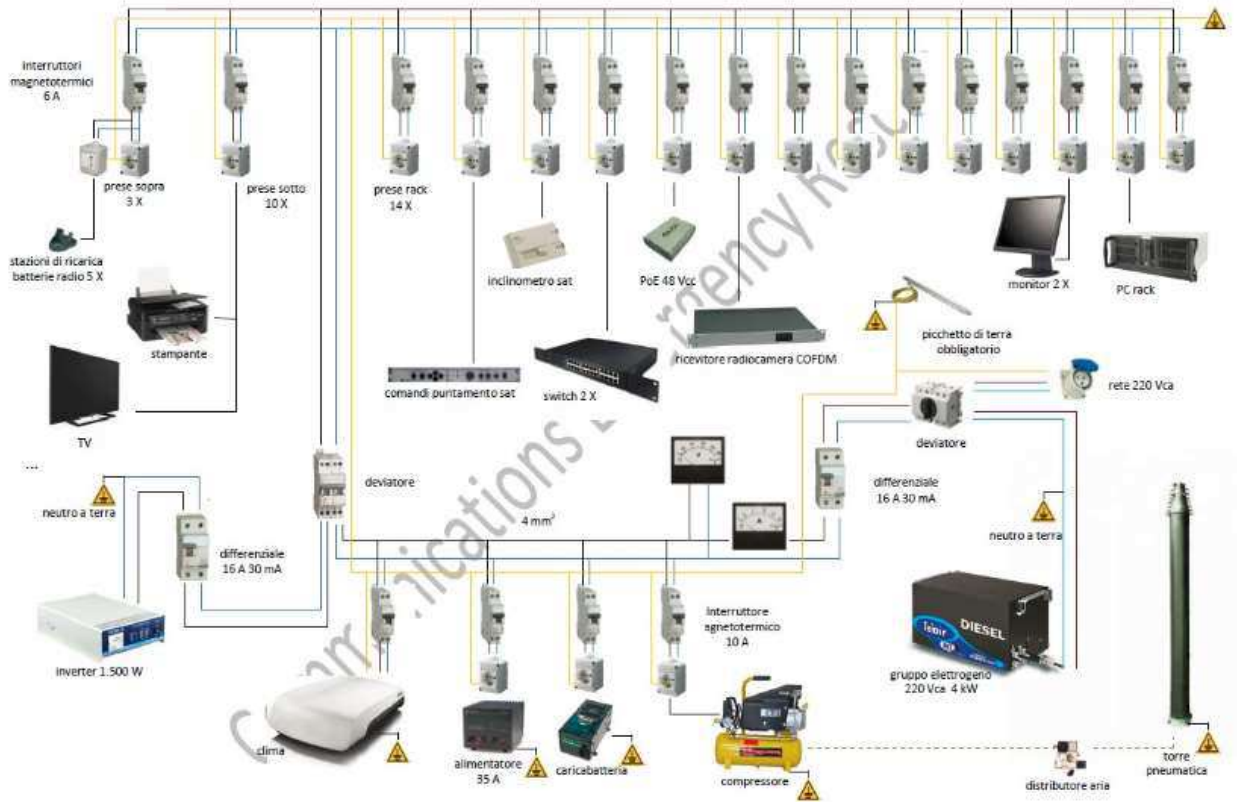 interruttori
magnetotermici
6 A
prese sopra
3 X
prese sotto
10 X
prese rack
14 X
stazioni di ricarica
batterie radio 5 X
inclinometro sat
PoE 48 Vcc
monitor 2 X
PC rack
stampante
picchetto di terra
obbligatorio
ricevitore radiocamera COFDM
comandi puntamento sat
switch 2 X
rete 220 Vca
TV
deviatore
...
deviatore
differenziale
16 A 30 mA
neutro a terra
4 mm²
differenziale
16 A 30 mA
neutro a terra
Interruttore
agnetotermico
10 A
Telair
DIESEL
inverter 1.500 W
gruppo elettrogeno
220 Vca 4 kW
clima
alimentatore
35 A
caricabatteria
compressore
distributore aria
torre
pneumatica